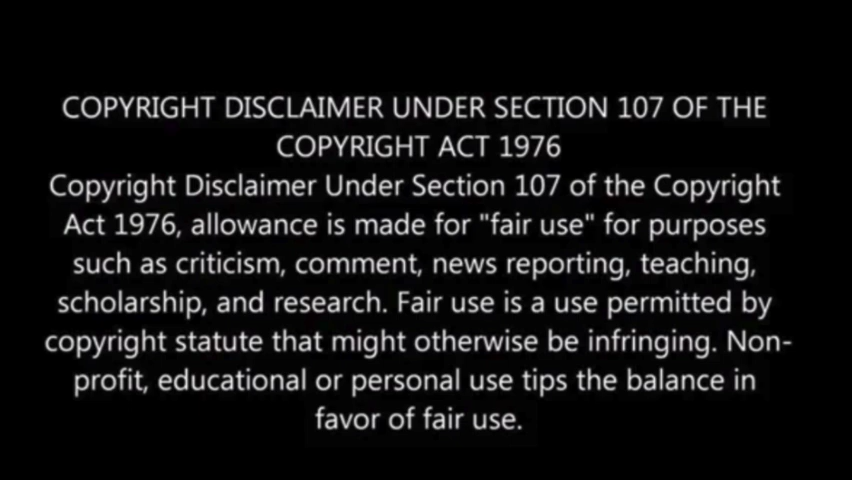 COPYRIGHT DISCLAIMER UNDER SECTION 107 OF THE
COPYRIGHT ACT 1976
Copyright Disclaimer Under Section 107 of the Copyright
Act 1976, allowance is made for "fair use" for purposes
such as criticism, comment, news reporting, teaching,
scholarship, and research. Fair use is a use permitted by
copyright statute that might otherwise be infringing. Non-
profit, educational or personal use tips the balance in
favor of fair use.